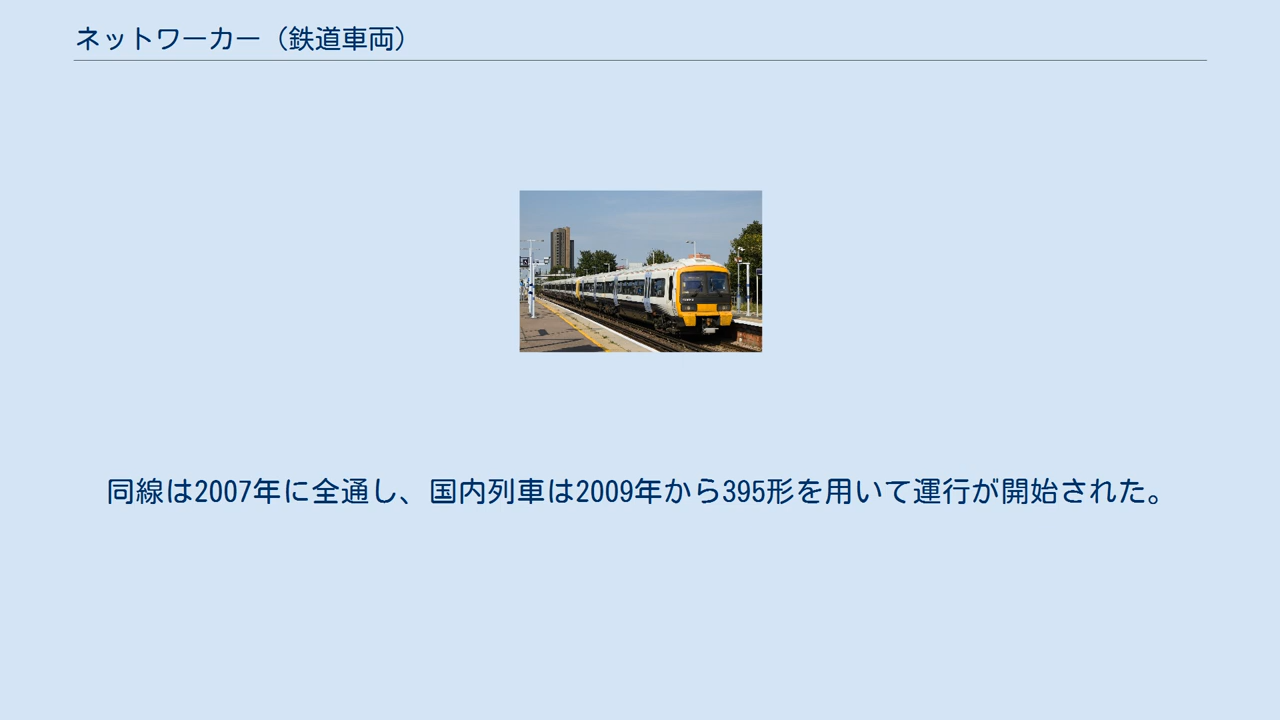 ネットワーカー（鉄道車両）
同線は2007年に全通し、国内列車は2009年から395形を用いて運行が開始された。